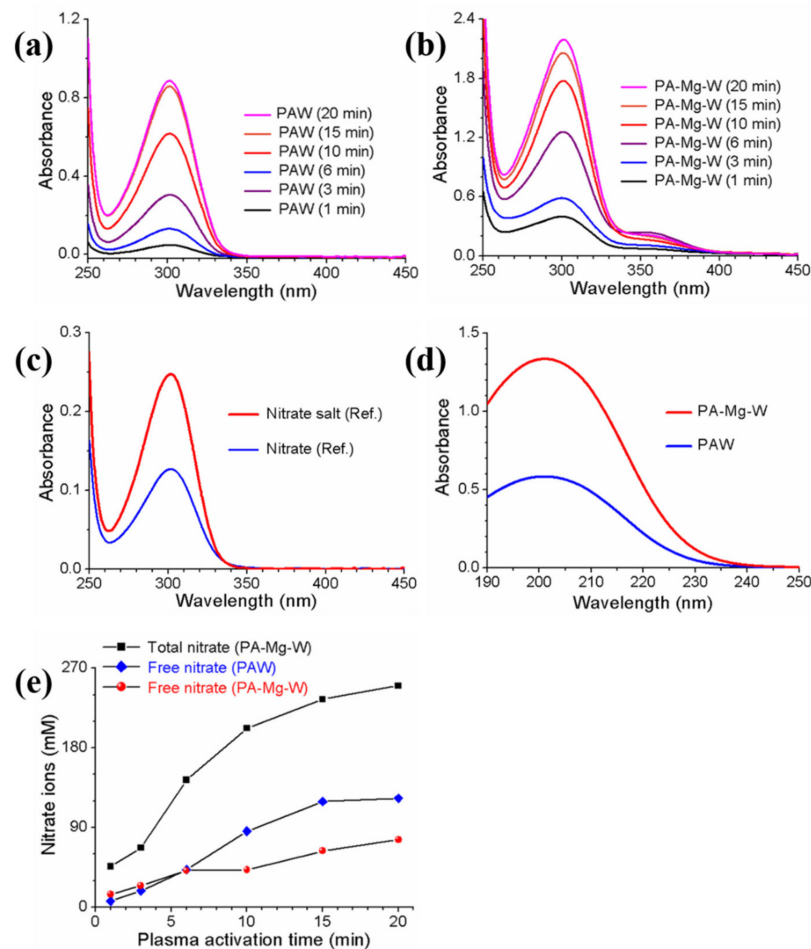 (a)
1.2
0.8
0.4
0.0
Absorbance
PAW (20 min)
PAW (15 min)
PAW (10 min)
PAW (6 min)
PAW (3 min)
PAW (1 min)
250 300 350 400 450
Wavelength (nm)
(b)
2.4
1.8
1.2
0.6
0.0
Absorbance
PA-Mg-W (20 min)
PA-Mg-W (15 min)
PA-Mg-W (10 min)
PA-Mg-W (6 min)
PA-Mg-W (3 min)
PA-Mg-W (1 min)
250 300 350 400 450
Wavelength (nm)
(c)
0.3
0.2
0.1
0.0
Absorbance
Nitrate salt (Ref.)
Nitrate (Ref.)
250 300 350 400 450
Wavelength (nm)
(d)
1.5
1.0
0.5
0.0
Absorbance
PA-Mg-W
PAW
190 200 210 220 230 240 250
Wavelength (nm)
(e)
Total nitrate (PA-Mg-W)
Free nitrate (PAW)
Free nitrate (PA-Mg-W)
270
180
90
0
Nitrate ions (mM)
0 5 10 15 20
Plasma activation time (min)